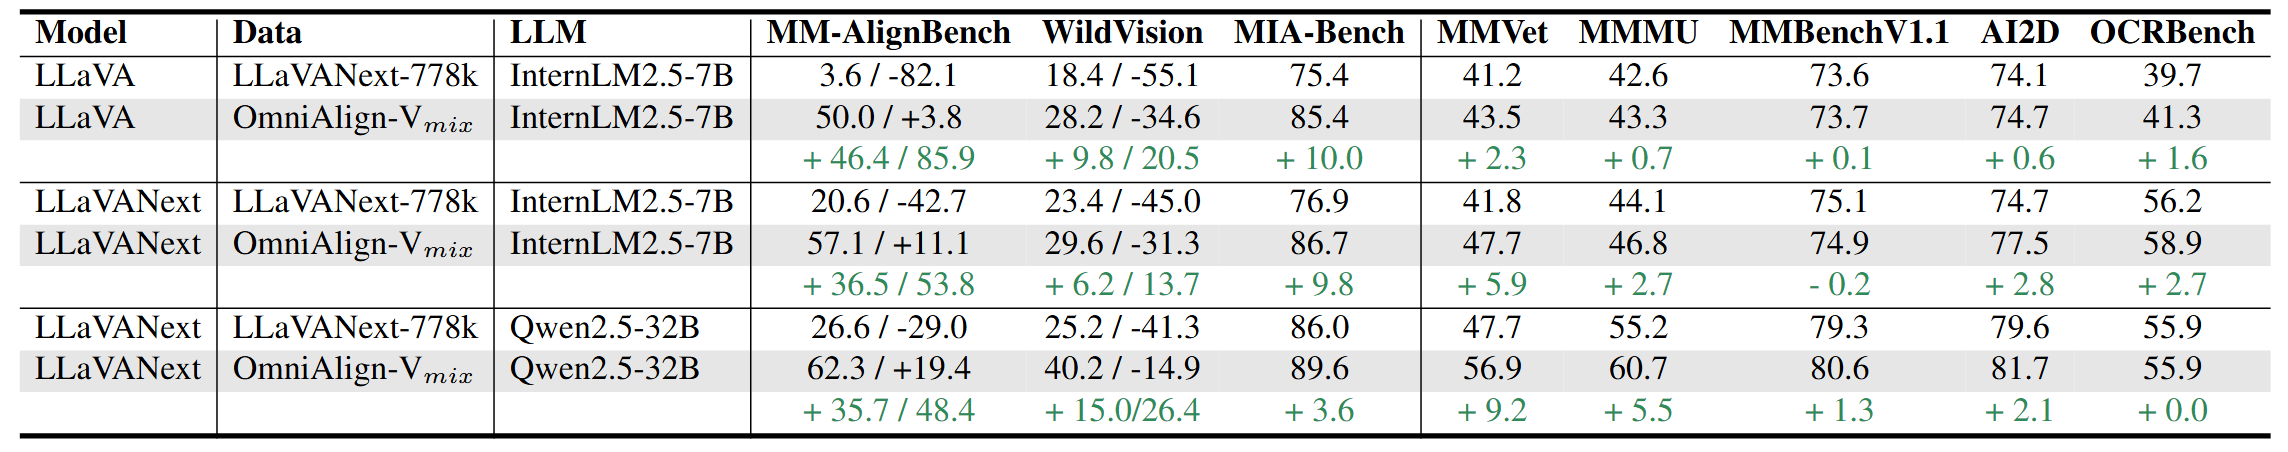 Model Data LLM MM-AlignBench WildVision MIA-Bench MMVet MMMU MMBenchV1.1 AI2D OCRBench
LLaVA LLaVANext-778k InternLM2.5-7B 3.6 / -82.1 18.4 / -55.1 75.4 41.2 42.6 73.6 74.1 39.7
LLaVA OmniAlign-Vmix InternLM2.5-7B 50.0 / +3.8 28.2 / -34.6 85.4 43.5 43.3 73.7 74.7 41.3
+ 46.4 / 85.9 + 9.8 / 20.5 + 10.0 + 2.3 + 0.7 + 0.1 + 0.6 + 1.6
LLaVANext LLaVANext-778k InternLM2.5-7B 20.6 / -42.7 23.4 / -45.0 76.9 41.8 44.1 75.1 74.7 56.2
LLaVANext OmniAlign-Vmix InternLM2.5-7B 57.1 / +11.1 29.6 / -31.3 86.7 47.7 46.8 74.9 77.5 58.9
+ 36.5 / 53.8 + 6.2 / 13.7 + 9.8 + 5.9 + 2.7 - 0.2 + 2.8 + 2.7
LLaVANext LLaVANext-778k Qwen2.5-32B 26.6 / -29.0 25.2 / -41.3 86.0 47.7 55.2 79.3 79.6 55.9
LLaVANext OmniAlign-Vmix Qwen2.5-32B 62.3 / +19.4 40.2 / -14.9 89.6 56.9 60.7 80.6 81.7 55.9
+ 35.7 / 48.4 + 15.0/26.4 + 3.6 + 9.2 + 5.5 + 1.3 + 2.1 + 0.0